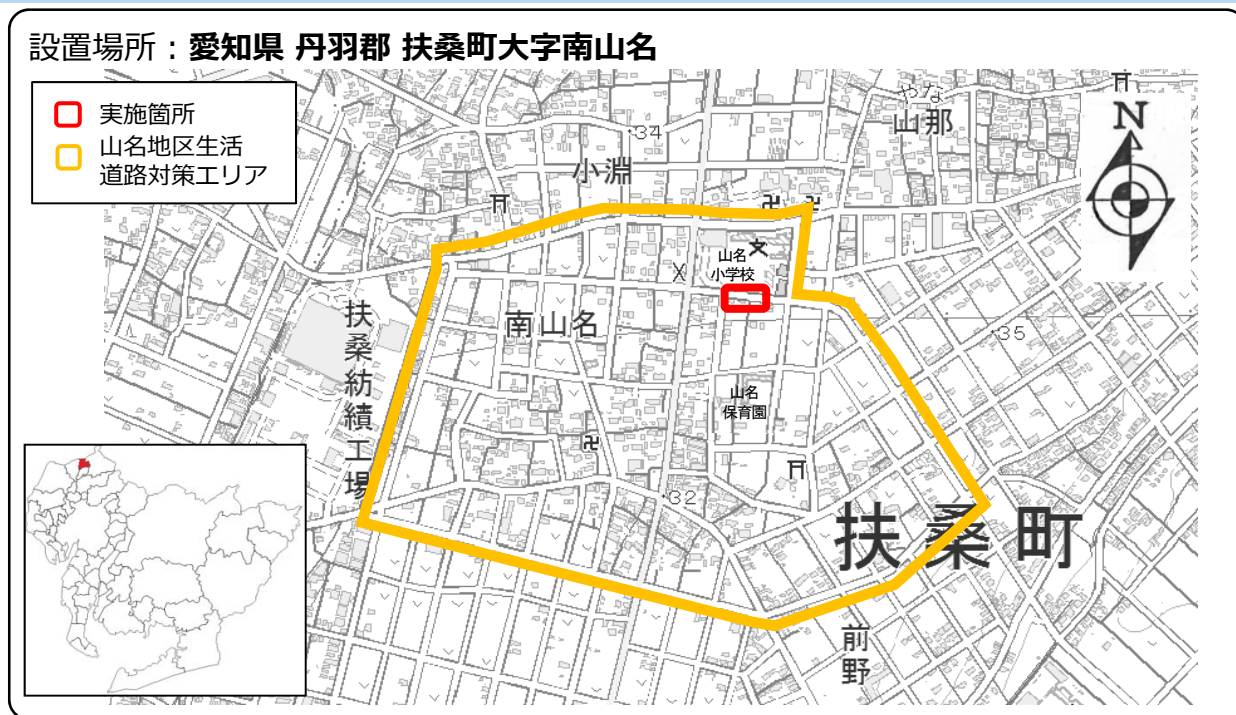 設置場所：愛知県 丹羽郡 扶桑町大字南山名
実施箇所
山名地区生活
道路対策エリア
やな
山那
N
・34
小淵
文
山名
小学校
扶桑紡績工場
南山名
・35
山名
保育園
・32
扶桑町
前野